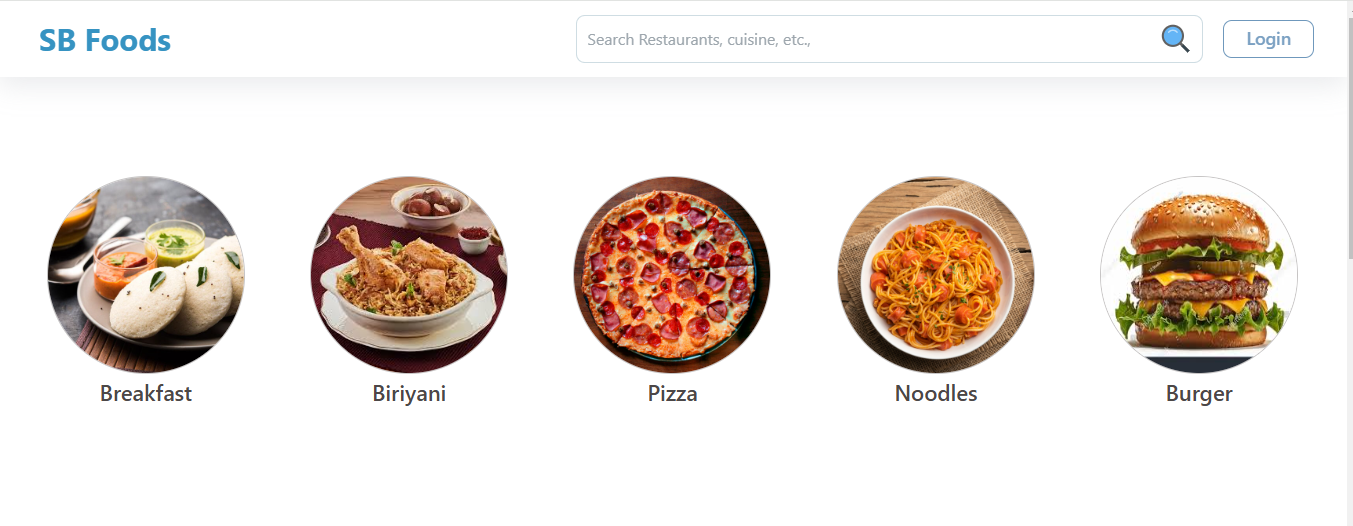 SB Foods
Search Restaurants, cuisine, etc.,
Login
Breakfast
Biriyani
Pizza
Noodles
Burger